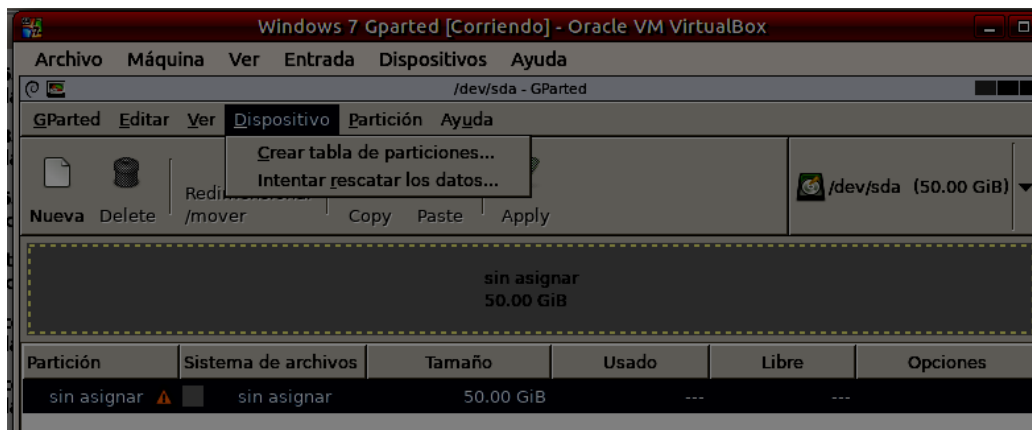 Windows 7 Gparted [Corriendo] - Oracle VM VirtualBox
Archivo Máquina Ver Entrada Dispositivos Ayuda
/dev/sda - GParted
GParted Editar Ver Dispositivo Partición Ayuda
Crear tabla de particiones...
Intentar rescatar los datos...
Nueva Delete /mover Copy Paste Apply
/dev/sda (50.00 GiB)
sin asignar
50.00 GiB
Partición Sistema de archivos Tamaño Usado Libre Opciones
sin asignar sin asignar 50.00 GiB --- ---